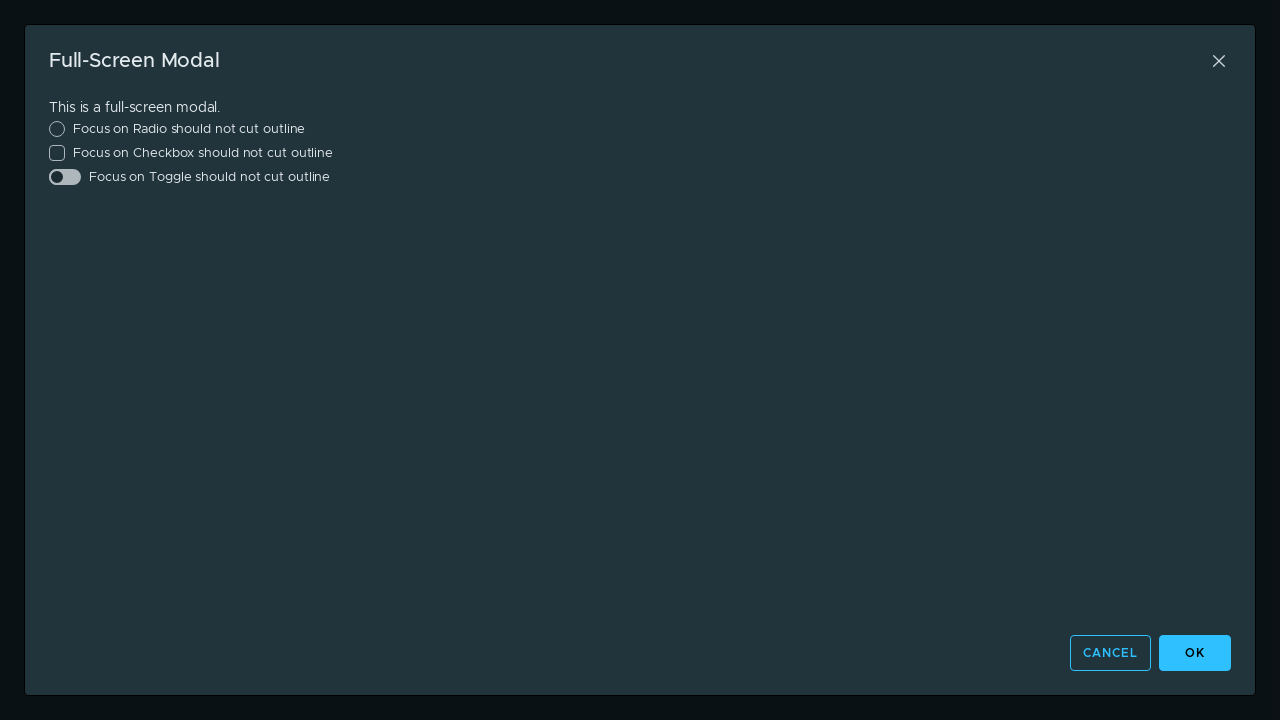 Full-Screen Modal
This is a full-screen modal.
Focus on Radio should not cut outline
Focus on Checkbox should not cut outline
Focus on Toggle should not cut outline
CANCEL
OK